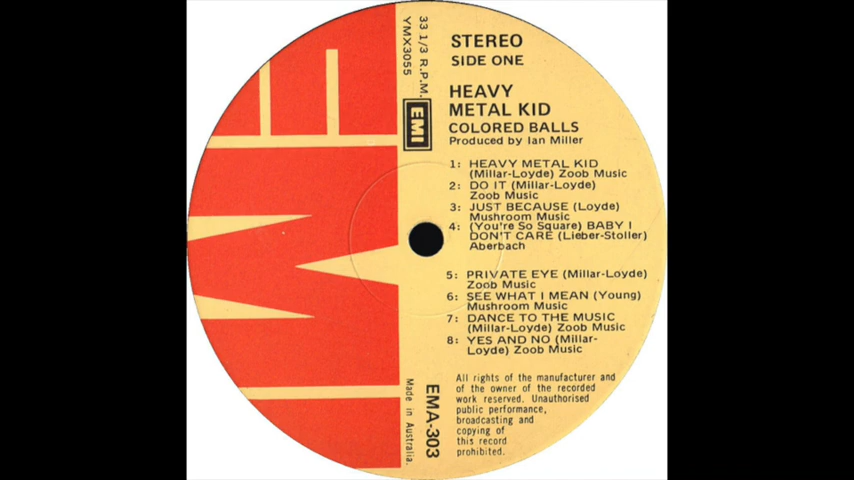 33 1/3 R.P.M.
YMX3055
STEREO
SIDE ONE
HEAVY
METAL KID
COLORED BALLS
Produced by Ian Miller
EMI
1: HEAVY METAL KID
(Millar-Loyde) Zoob Music
2: DO IT (Millar-Loyde)
Zoob Music
3: JUST BECAUSE (Loyde)
Mushroom Music
4: (You're So Square) BABY I
DON'T CARE (Lieber-Stoller)
Aberbach
5: PRIVATE EYE (Millar-Loyde)
Zoob Music
6: SEE WHAT I MEAN (Young)
Mushroom Music
7: DANCE TO THE MUSIC
(Millar-Loyde) Zoob Music
8: YES AND NO (Millar-
Loyde) Zoob Music
EMA-303
Made in Australia.
All rights of the manufacturer and
of the owner of the recorded
work reserved. Unauthorised
public performance,
broadcasting and
copying of
this record
prohibited.
EMI